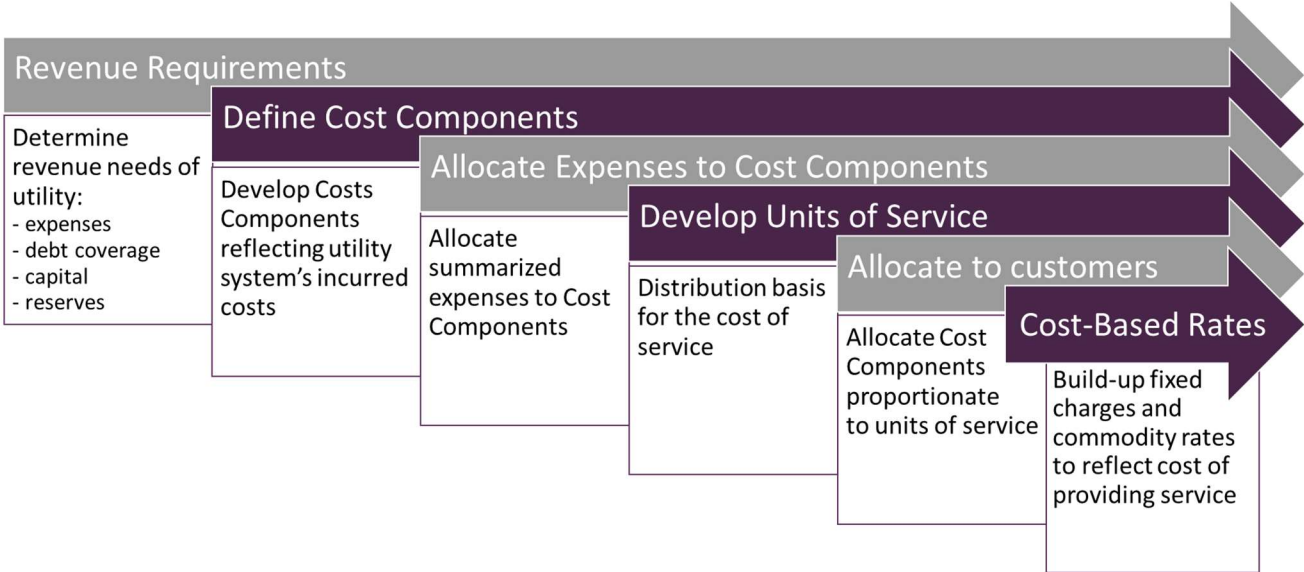 Revenue Requirements
Determine
revenue needs of
utility:
- expenses
- debt coverage
- capital
- reserves
Define Cost Components
Develop Costs
Components
reflecting utility
system's incurred
costs
Allocate Expenses to Cost Components
Allocate
summarized
expenses to Cost
Components
Develop Units of Service
Distribution basis
for the cost of
service
Allocate to customers
Allocate Cost
Components
proportionate
to units of service
Cost-Based Rates
Build-up fixed
charges and
commodity rates
to reflect cost of
providing service